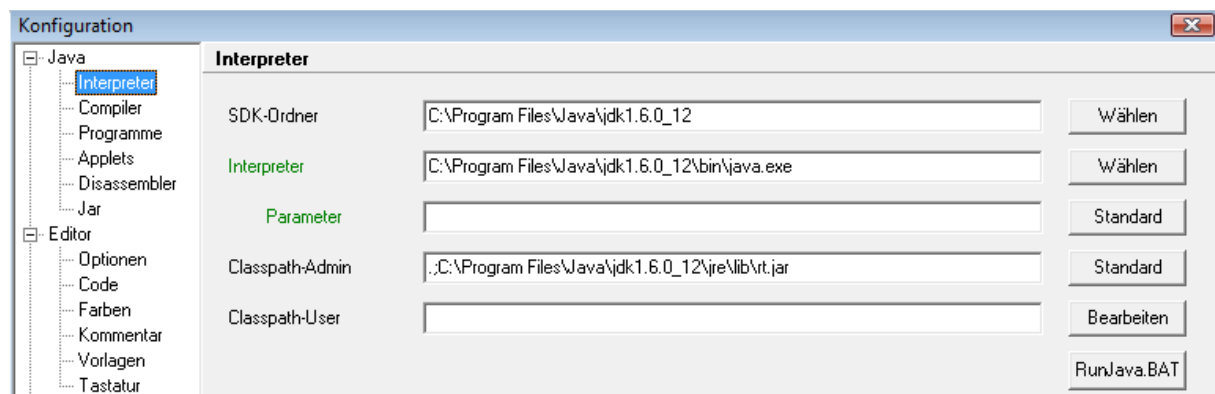 Konfiguration
Java
Interpreter
Compiler
Programme
Applets
Disassembler
Jar
Editor
Optionen
Code
Farben
Kommentar
Vorlagen
Tastatur
Interpreter
SDK-Ordner C:\Program Files\Java\jdk1.6.0_12 Wählen
Interpreter C:\Program Files\Java\jdk1.6.0_12\bin\java.exe Wählen
Parameter Standard
Classpath-Admin .;C:\Program Files\Java\jdk1.6.0_12\jre\lib\rt.jar Standard
Classpath-User Bearbeiten
RunJava.BAT